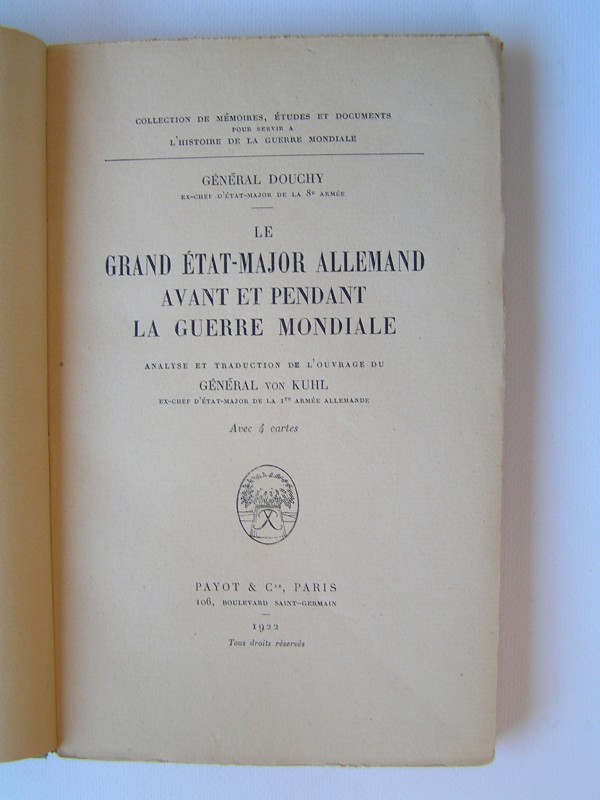 COLLECTION DE MÉMOIRES, ÉTUDES ET DOCUMENTS
POUR SERVIR A
L'HISTOIRE DE LA GUERRE MONDIALE
GÉNÉRAL DOUCHY
EX-CHEF D'ÉTAT-MAJOR DE LA 8e ARMÉE
LE
GRAND ÉTAT-MAJOR ALLEMAND
AVANT ET PENDANT
LA GUERRE MONDIALE
ANALYSE ET TRADUCTION DE L'OUVRAGE DU
GÉNÉRAL VON KUHL
EX-CHEF D'ÉTAT-MAJOR DE LA 1re ARMÉE ALLEMANDE
Avec 4 cartes
PAYOT & Cie, PARIS
106, BOULEVARD SAINT-GERMAIN
1922
Tous droits réservés